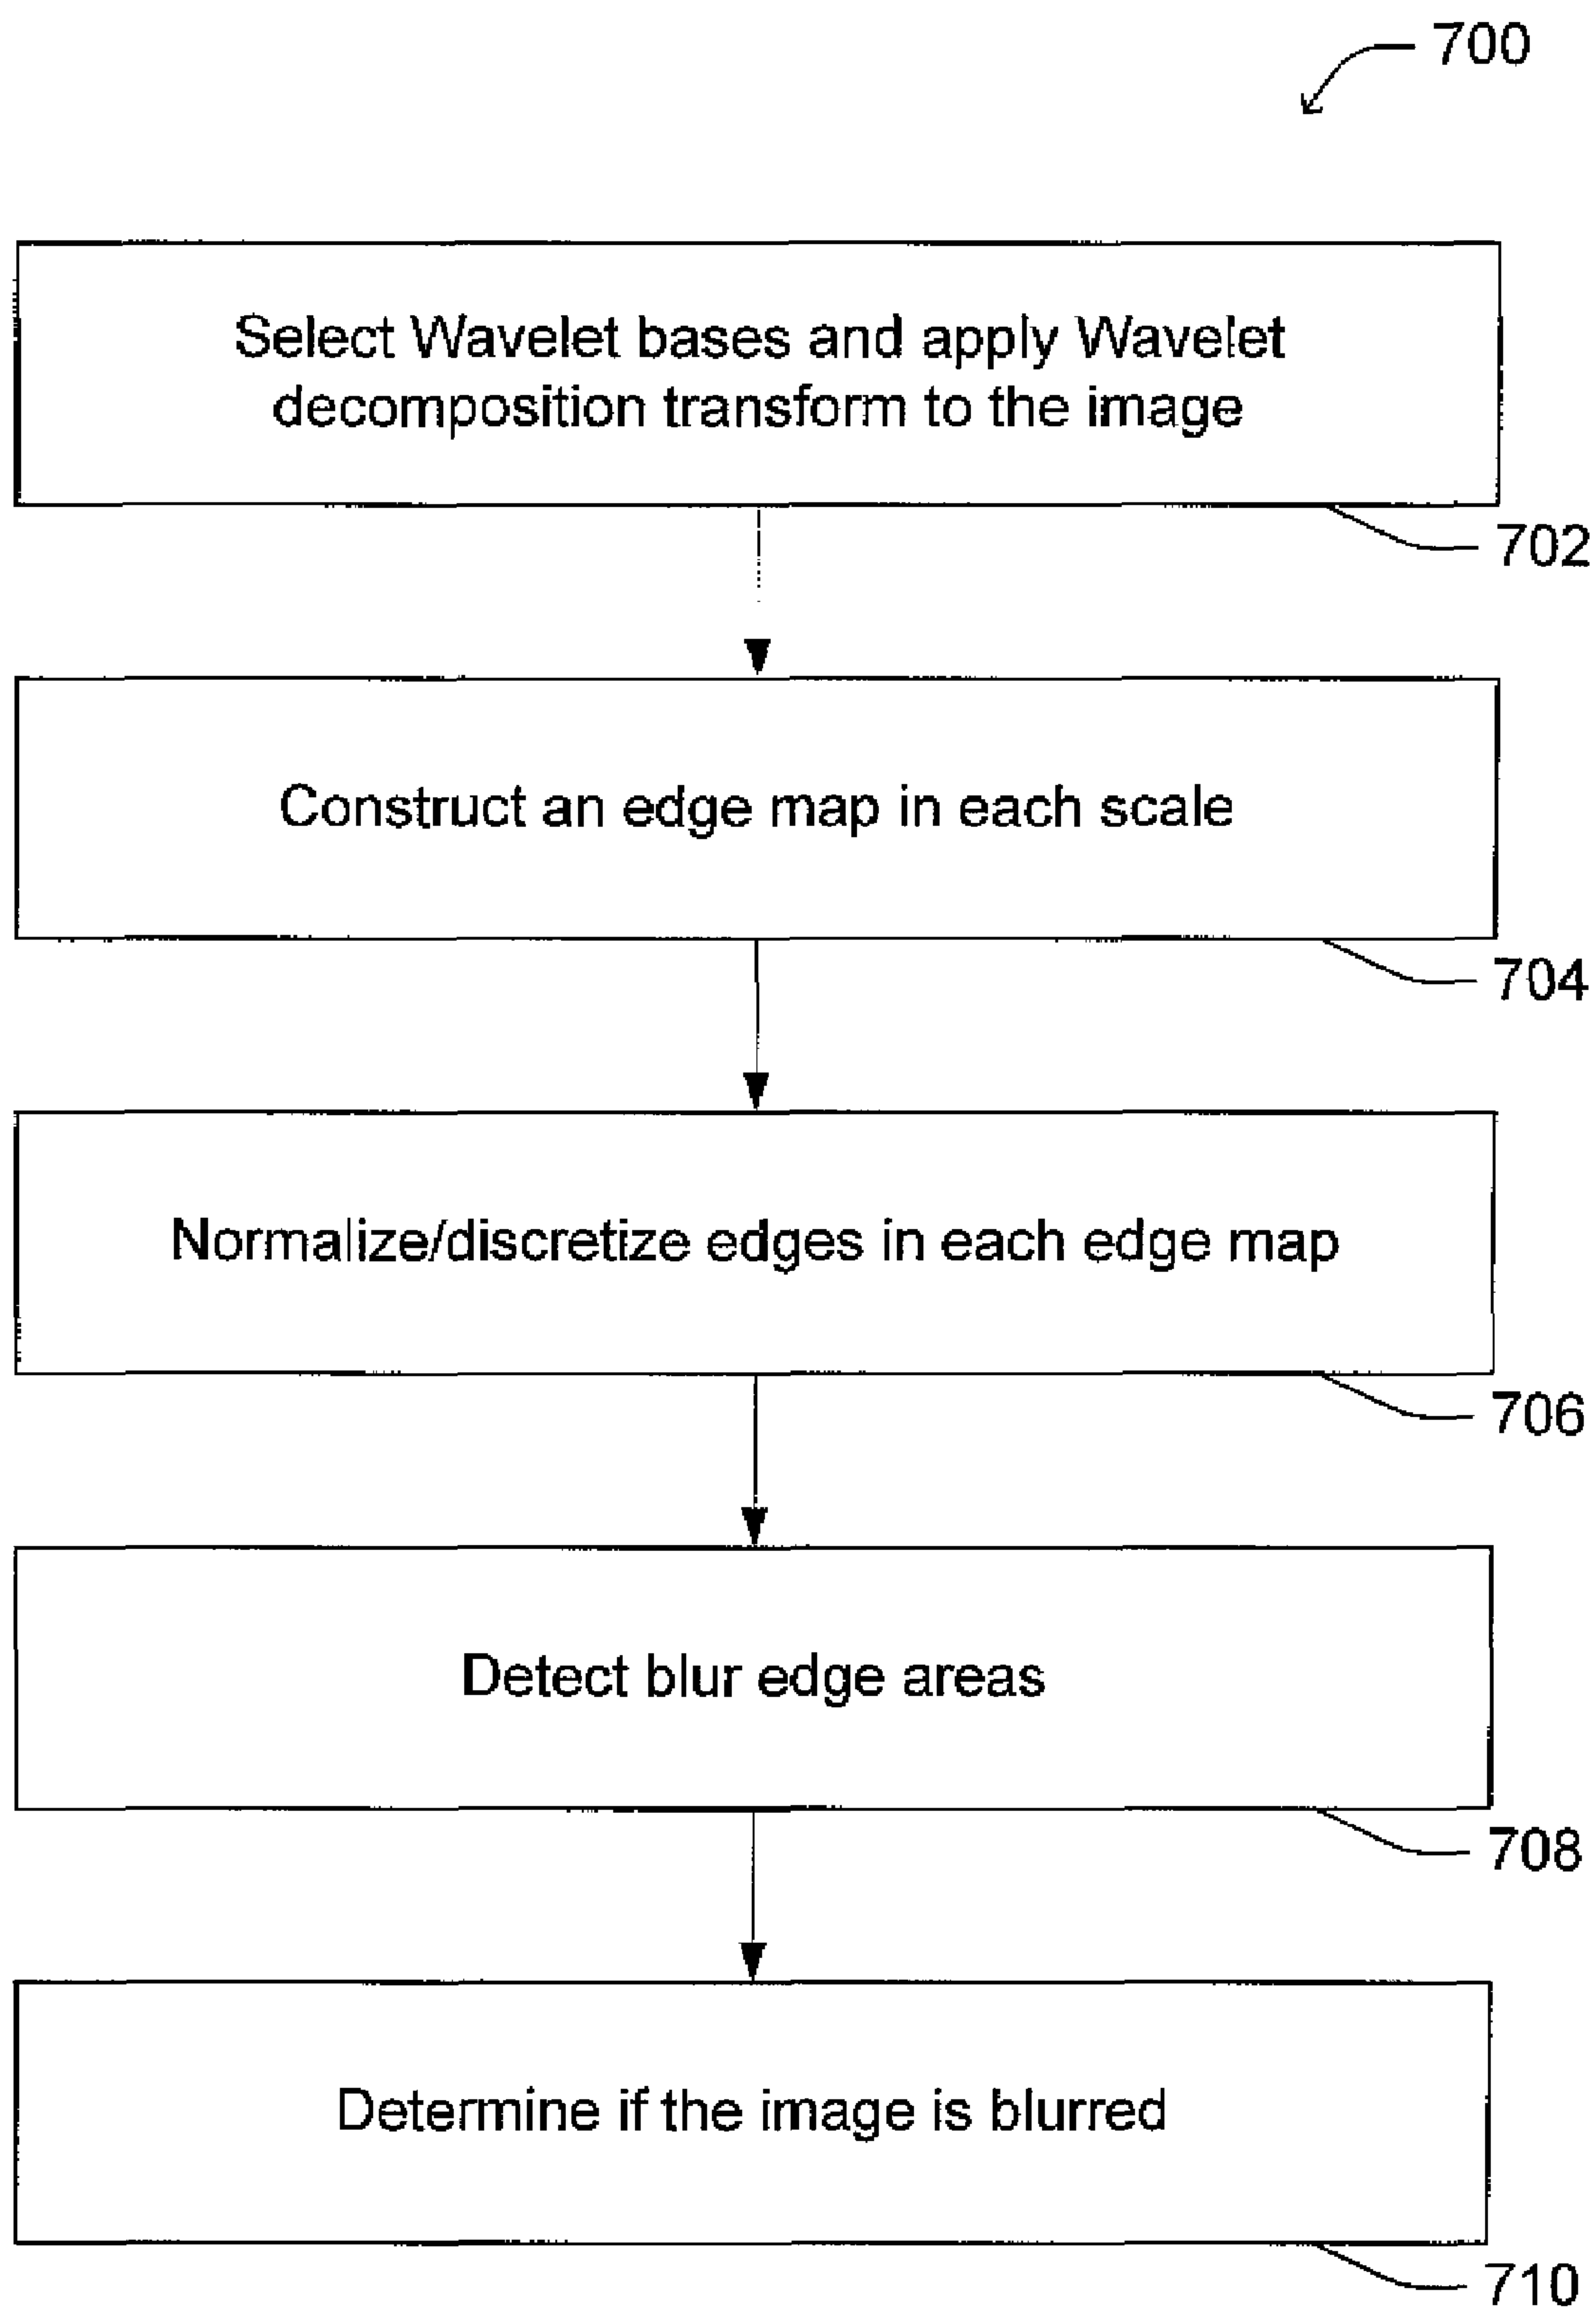 700
Select Wavelet bases and apply Wavelet
decomposition transform to the image
702
Construct an edge map in each scale
704
Normalize/discretize edges in each edge map
706
Detect blur edge areas
708
Determine if the image is blurred
710